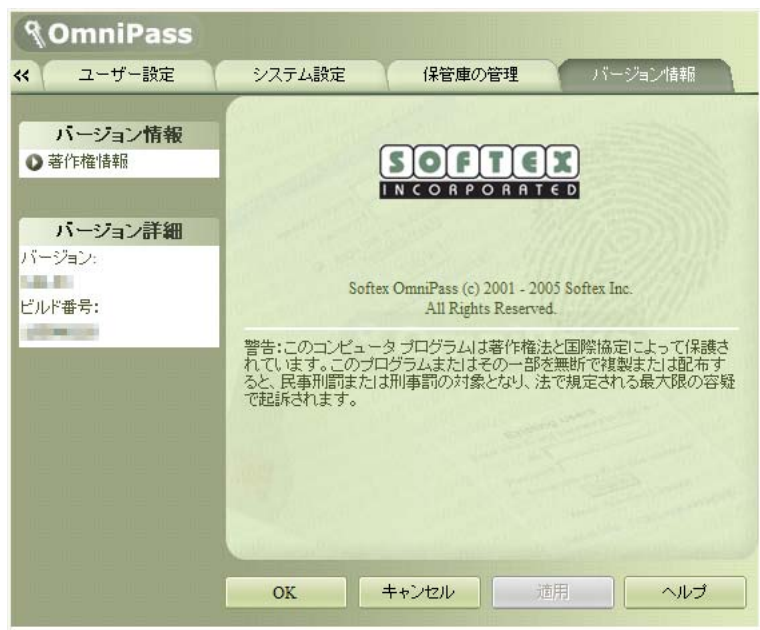 OmniPass
<< ユーザー設定 システム設定 保管庫の管理 バージョン情報
バージョン情報
著作権情報
バージョン詳細
バージョン:
ビルド番号:
SOFTEX
INCORPORATED
Softex OmniPass (c) 2001 - 2005 Softex Inc.
All Rights Reserved.
警告:このコンピュータ プログラムは著作権法と国際協定によって保護さ
れています。このプログラムまたはその一部を無断で複製または配布す
ると、民事刑罰または刑事罰の対象となり、法で規定される最大限の容疑
で起訴されます。
OK キャンセル 適用 ヘルプ